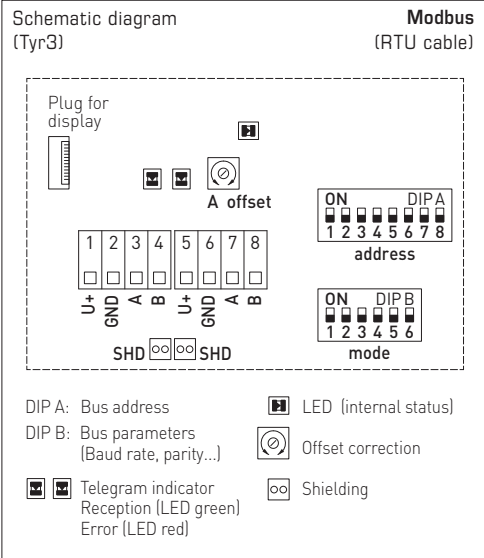 Schematic diagram
(Tyr3)
Modbus
(RTU cable)
Plug for
display
A offset
ON DIP A
1 2 3 4 5 6 7 8
address
1 2 3 4 5 6 7 8
U+ GND A B U+ GND A B
ON DIP B
1 2 3 4 5 6
mode
SHD SHD
DIP A: Bus address
DIP B: Bus parameters
(Baud rate, parity...)
Telegram indicator
Reception (LED green)
Error (LED red)
LED (internal status)
Offset correction
Shielding